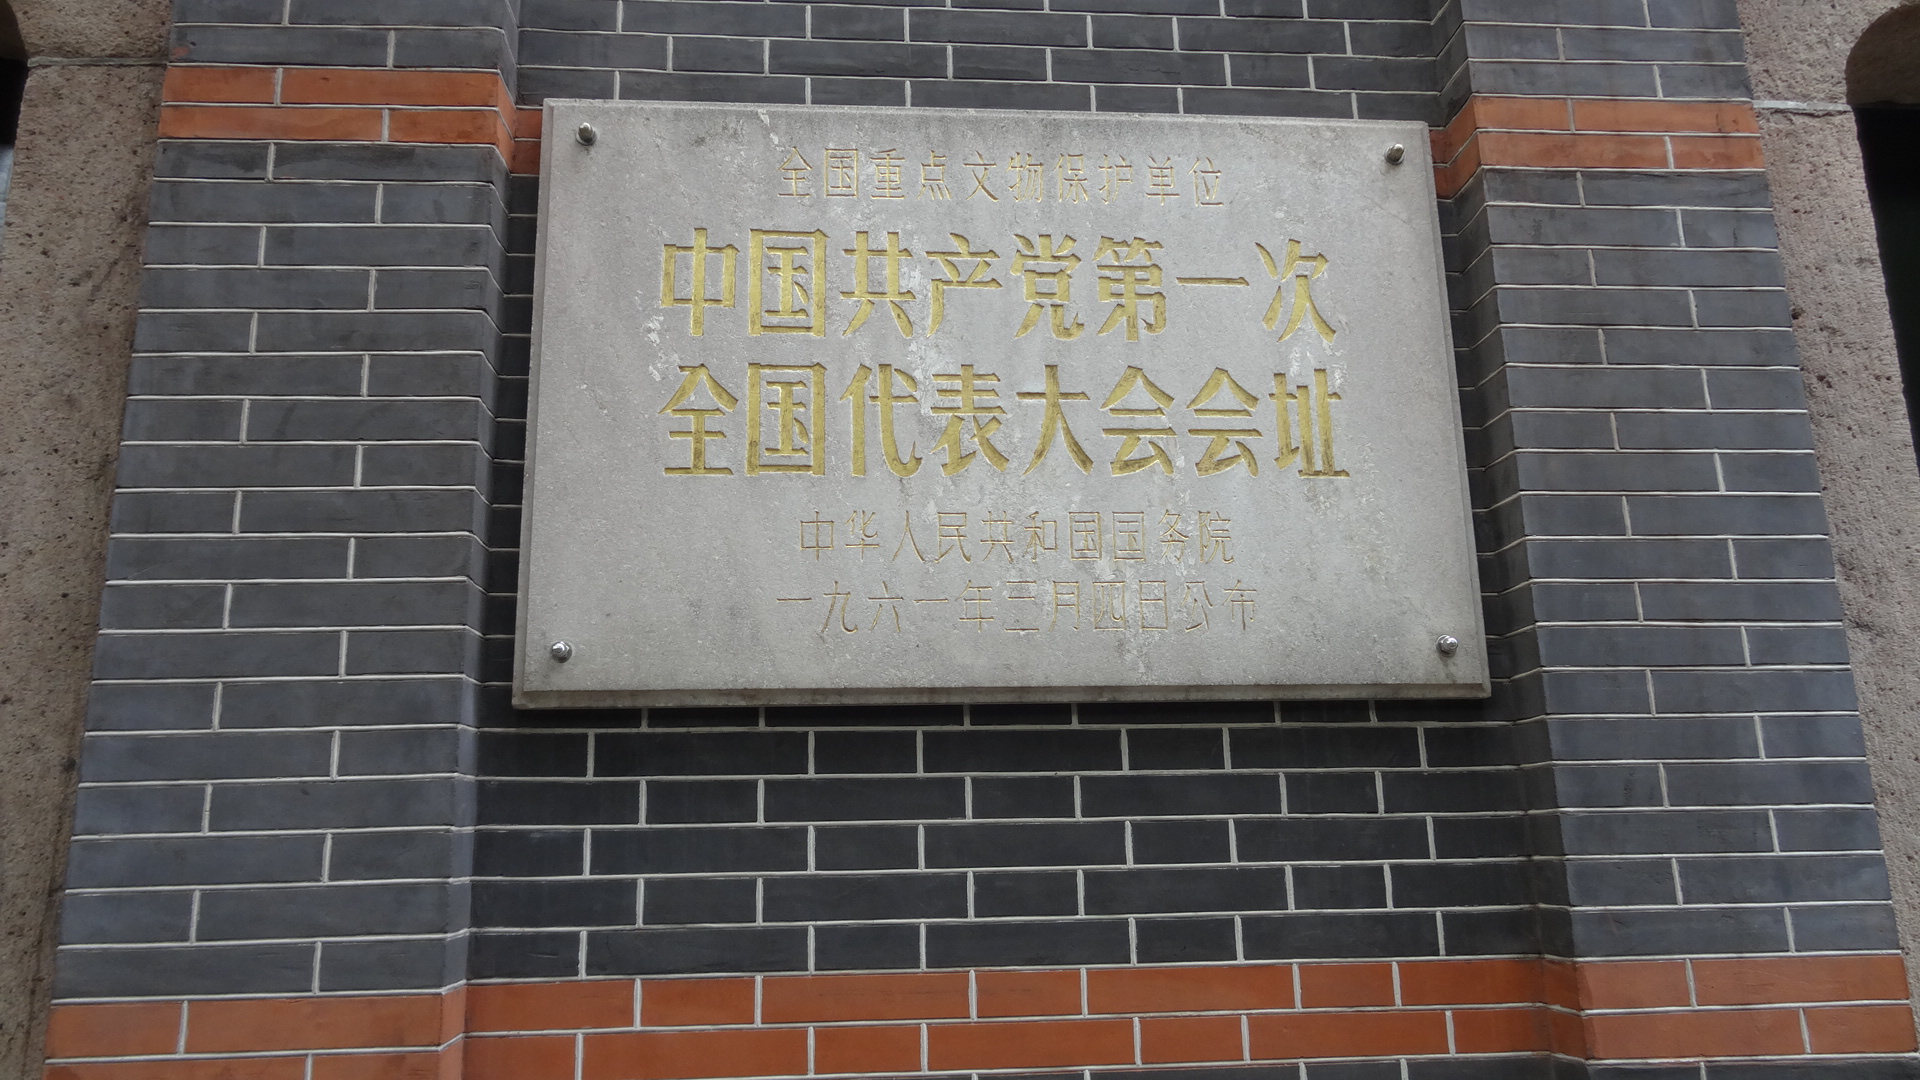 全国重点文物保护单位
中国共产党第一次
全国代表大会会址
中华人民共和国国务院
一九六一年三月四日公布